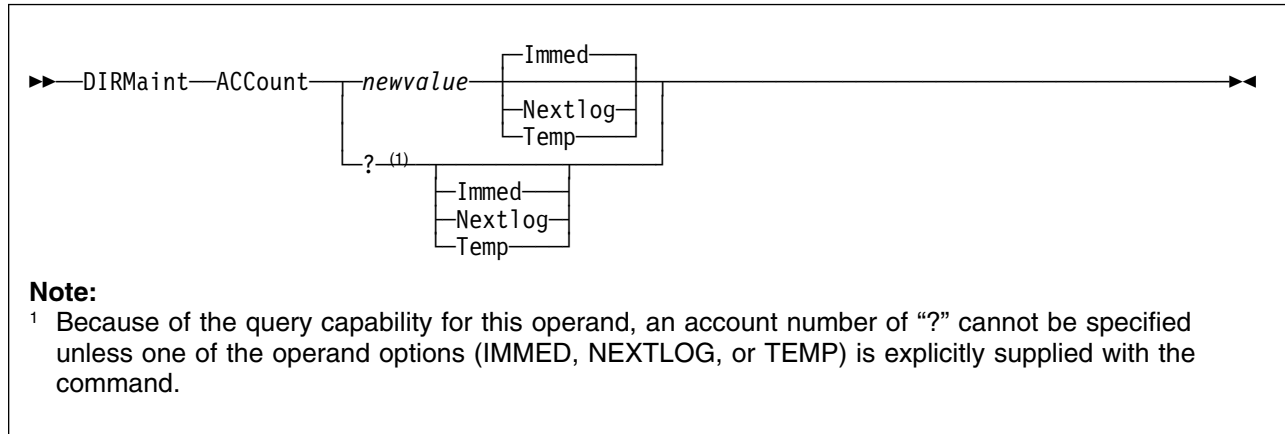 Immed
►►─DIRMaint─ACCount─newvalue─►◄
Nextlog
Temp
? (1)
Immed
Nextlog
Temp
Note:
1 Because of the query capability for this operand, an account number of “?” cannot be specified
unless one of the operand options (IMMED, NEXTLOG, or TEMP) is explicitly supplied with the
command.